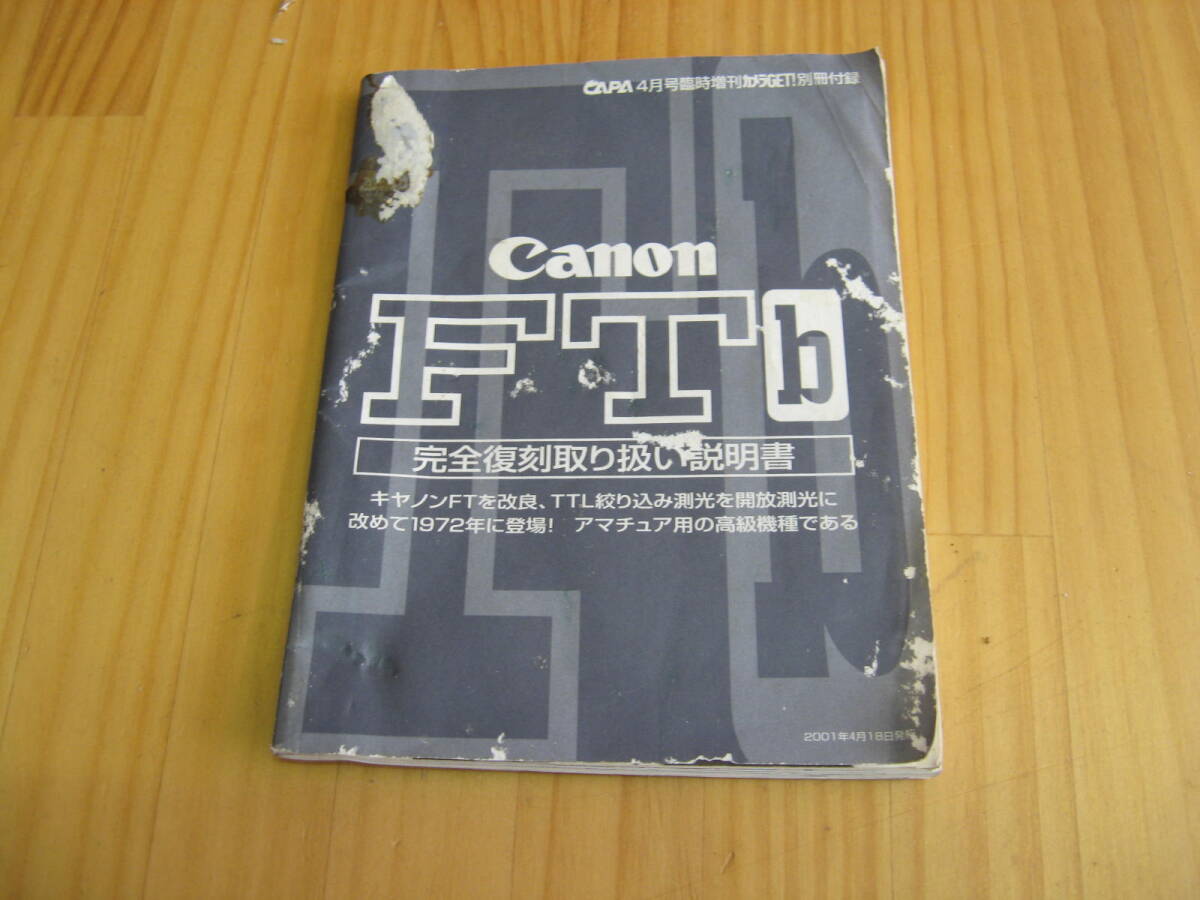 CAPA 4月号臨時増刊カメラGET!別冊付録
Canon
FTb
完全復刻取り扱い説明書
キヤノンFTを改良、TTL絞り込み測光を開放測光に
改めて1972年に登場! アマチュア用の高級機種である
2001年4月18日発行